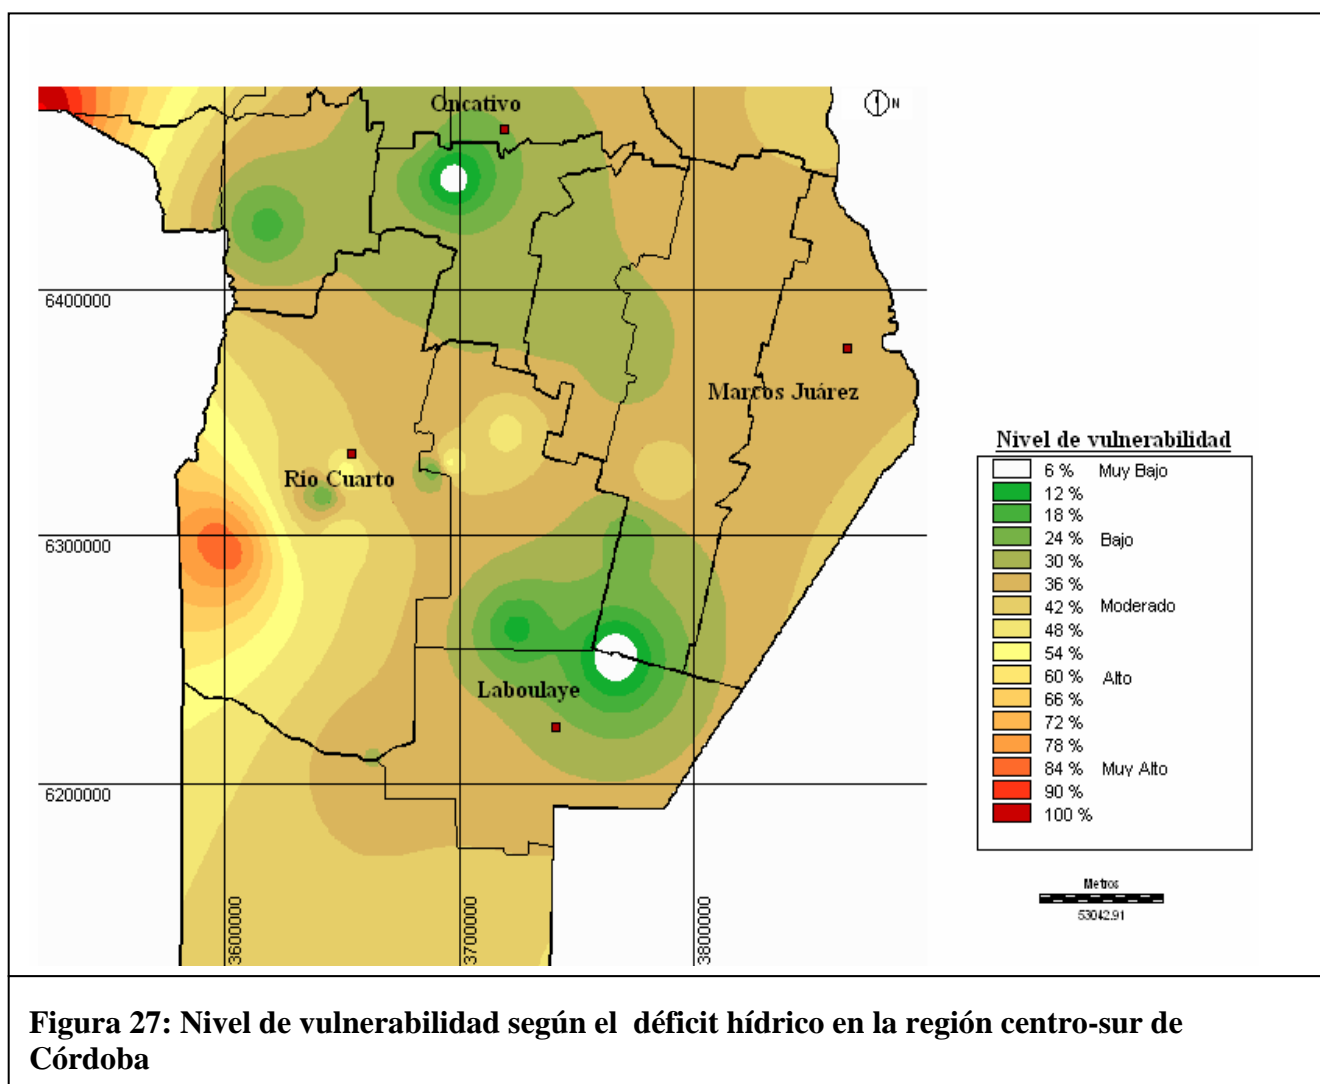 Oncativo
N
6400000
Marcos Juárez
Rio Cuarto
6300000
Laboulaye
6200000
3600000
3700000
3800000
Nivel de vulnerabilidad
6 % Muy Bajo
12 %
18 %
24 % Bajo
30 %
36 %
42 % Moderado
48 %
54 %
60 % Alto
66 %
72 %
78 %
84 % Muy Alto
90 %
100 %
Metros
53042.91
Figura 27: Nivel de vulnerabilidad según el déficit hídrico en la región centro-sur de
Córdoba